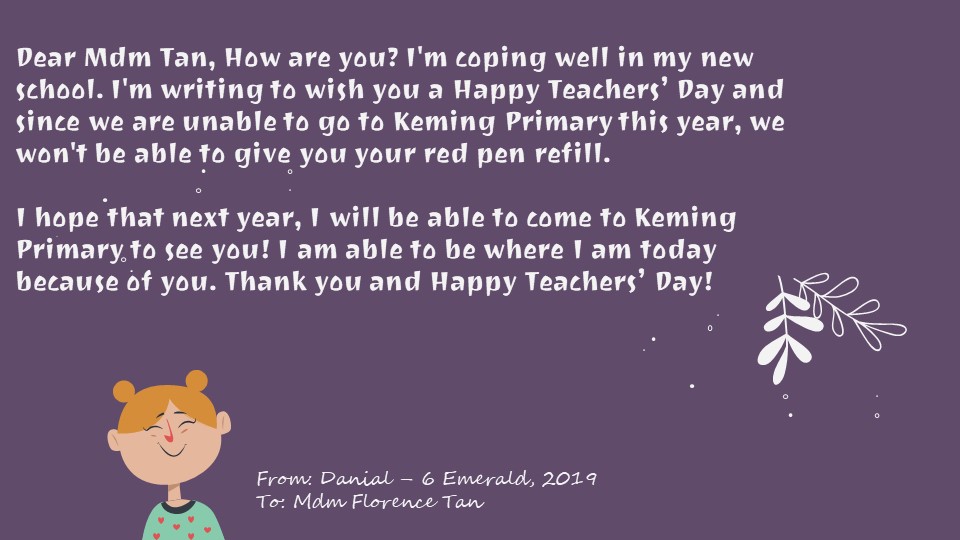 Dear Mdm Tan, How are you? I'm coping well in my new
school. I'm writing to wish you a Happy Teachers’ Day and
since we are unable to go to Keming Primary this year, we
won't be able to give you your red pen refill.
I hope that next year, I will be able to come to Keming
Primary to see you! I am able to be where I am today
because of you. Thank you and Happy Teachers’ Day!
From: Danial – 6 Emerald, 2019
To: Mdm Florence Tan